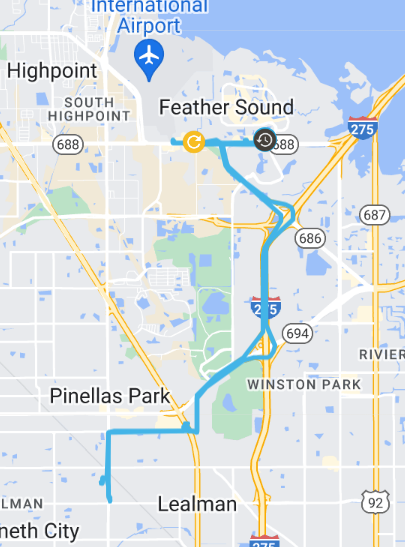 International
Airport
Highpoint
SOUTH
HIGHPOINT
Feather Sound
275
688
688
687
686
275
694
RIVIER
WINSTON PARK
Pinellas Park
LMAN
Lealman
92
neth City
275